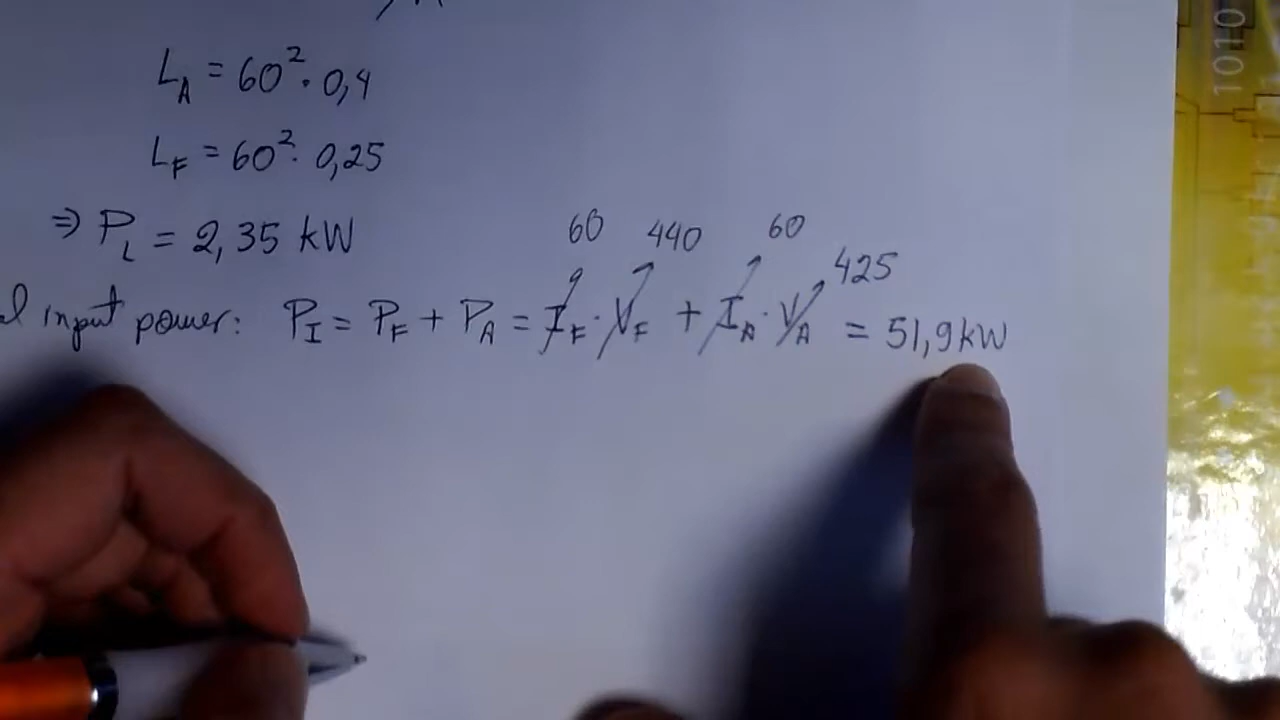 L_A = 60² · 0,4
L_F = 60² · 0,25
⇒ P_L = 2,35 kW
60 440 60 425
input power: P_I = P_F + P_A = I_F · V_F + I_A · V_A = 51,9 kW
1010